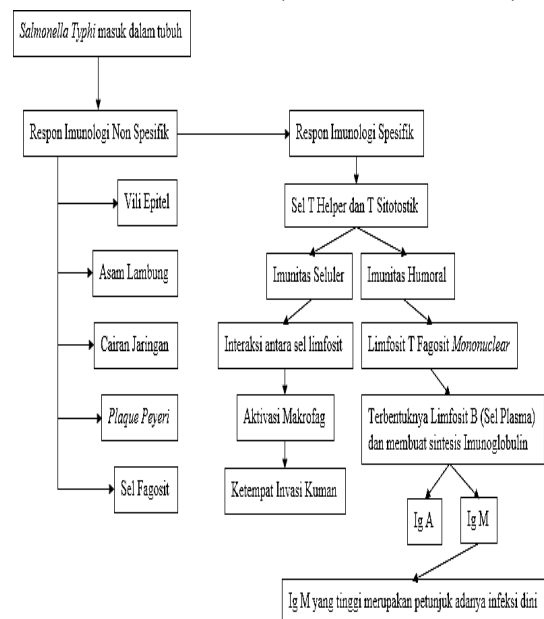 Salmonella Typhi masuk dalam tubuh
Respon Imunologi Non Spesifik
Respon Imunologi Spesifik
Vili Epitel
Asam Lambung
Cairan Jaringan
Plaque Peyeri
Sel Fagosit
Sel T Helper dan T Sitotostik
Imunitas Seluler
Imunitas Humoral
Interaksi antara sel limfosit
Limfosit T Fagosit Mononuclear
Aktivasi Makrofag
Terbentuknya Limfosit B (Sel Plasma)
dan membuat sintesis Imunoglobulin
Ketempat Invasi Kuman
Ig A
Ig M
Ig M yang tinggi merupakan petunjuk adanya infeksi dini